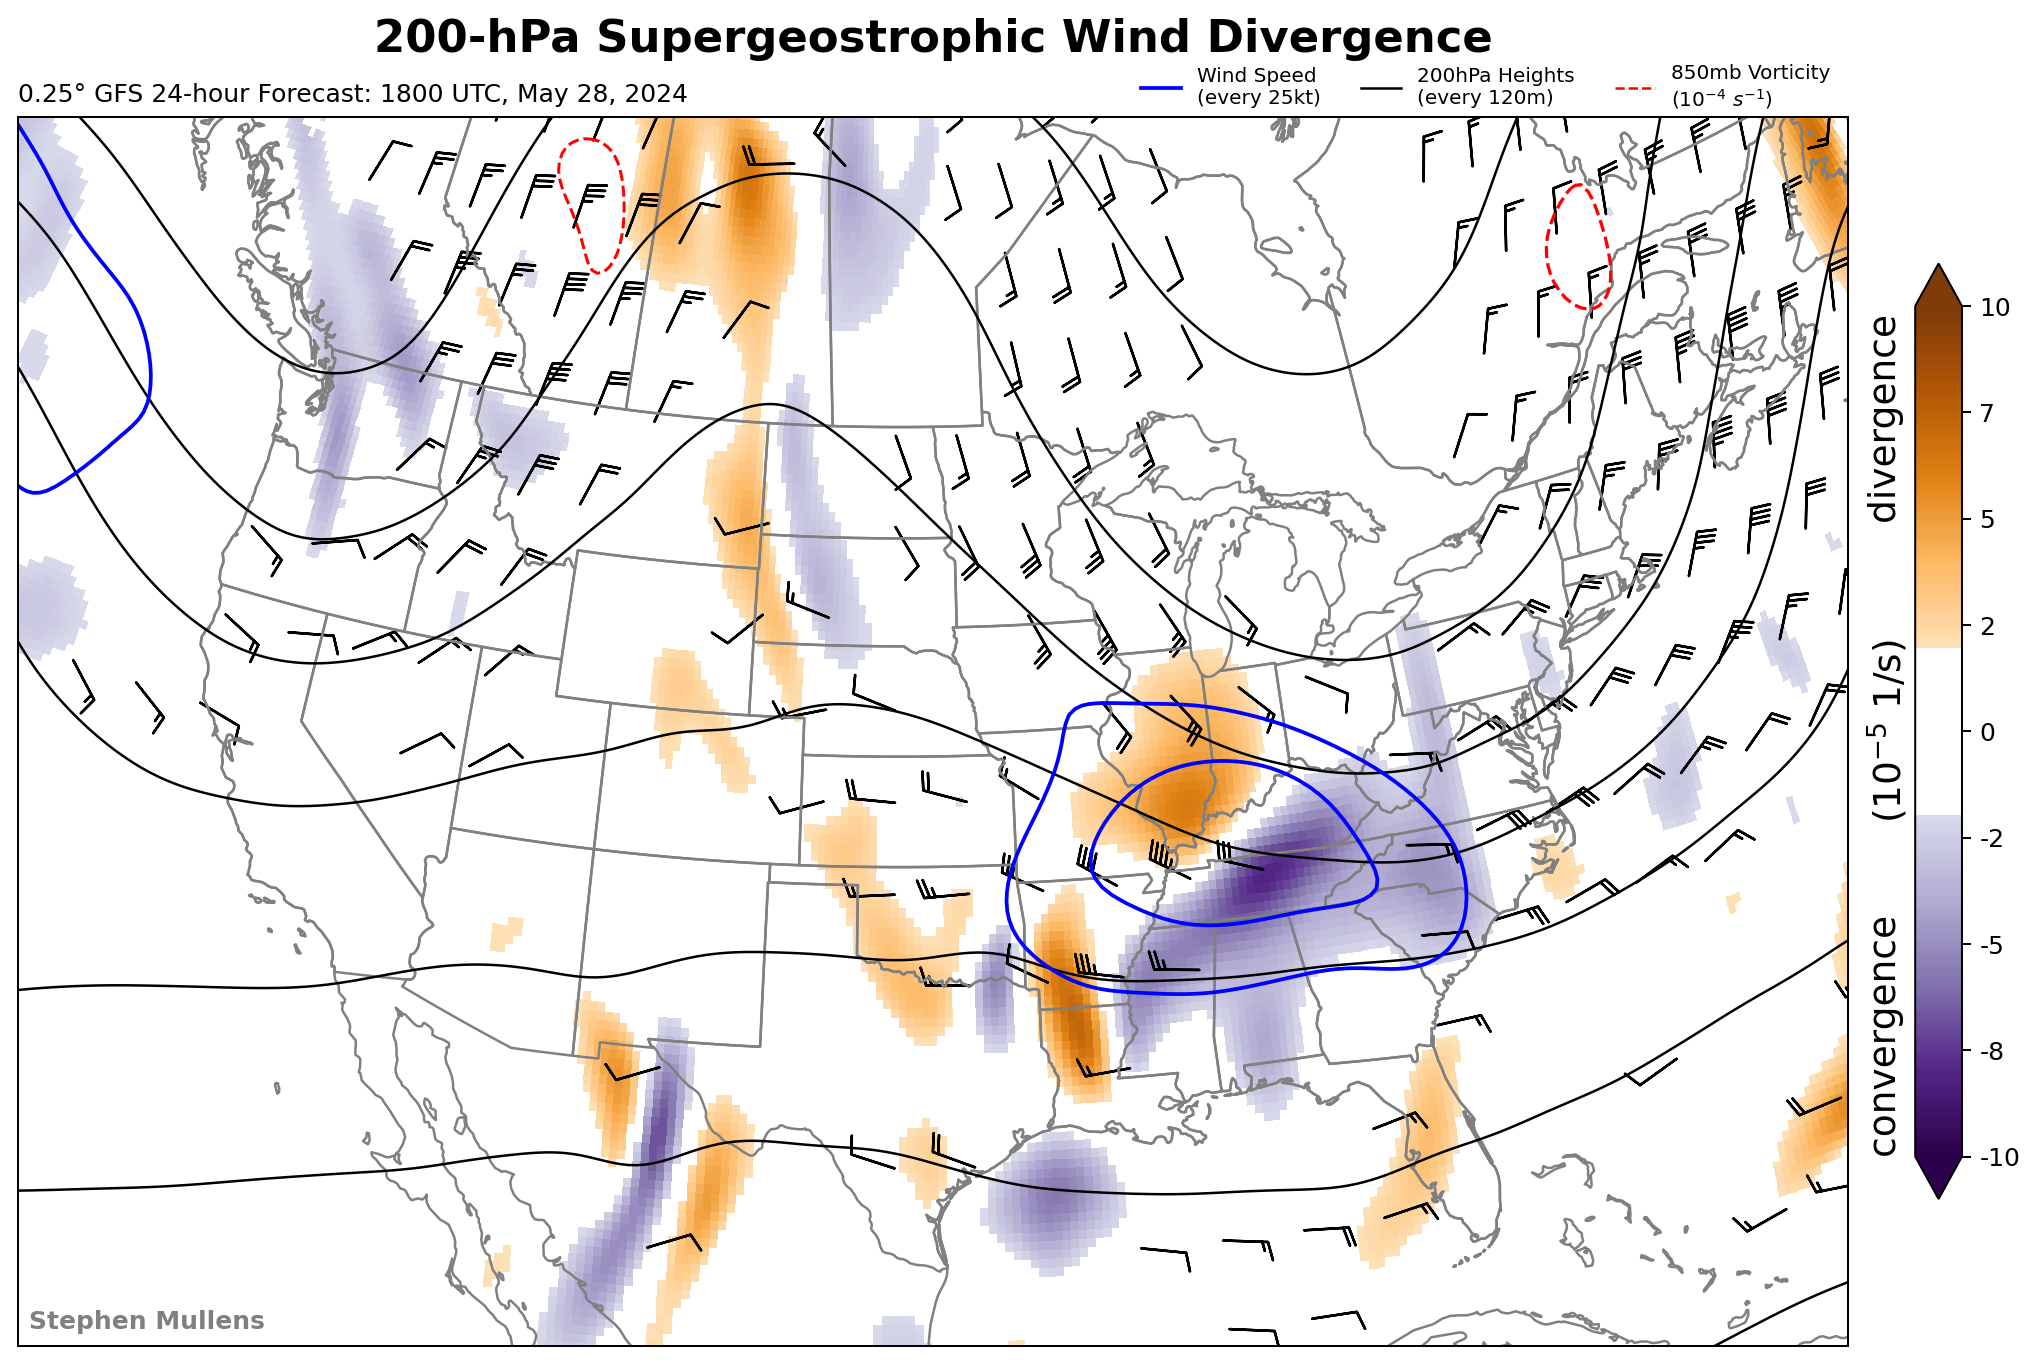 200-hPa Supergeostrophic Wind Divergence
0.25° GFS 24-hour Forecast: 1800 UTC, May 28, 2024
Wind Speed
(every 25kt)
200hPa Heights
(every 120m)
850mb Vorticity
(10⁻⁴ s⁻¹)
10
7
5
2
0
-2
-5
-8
-10
convergence (10⁻⁵ 1/s) divergence
Stephen Mullens